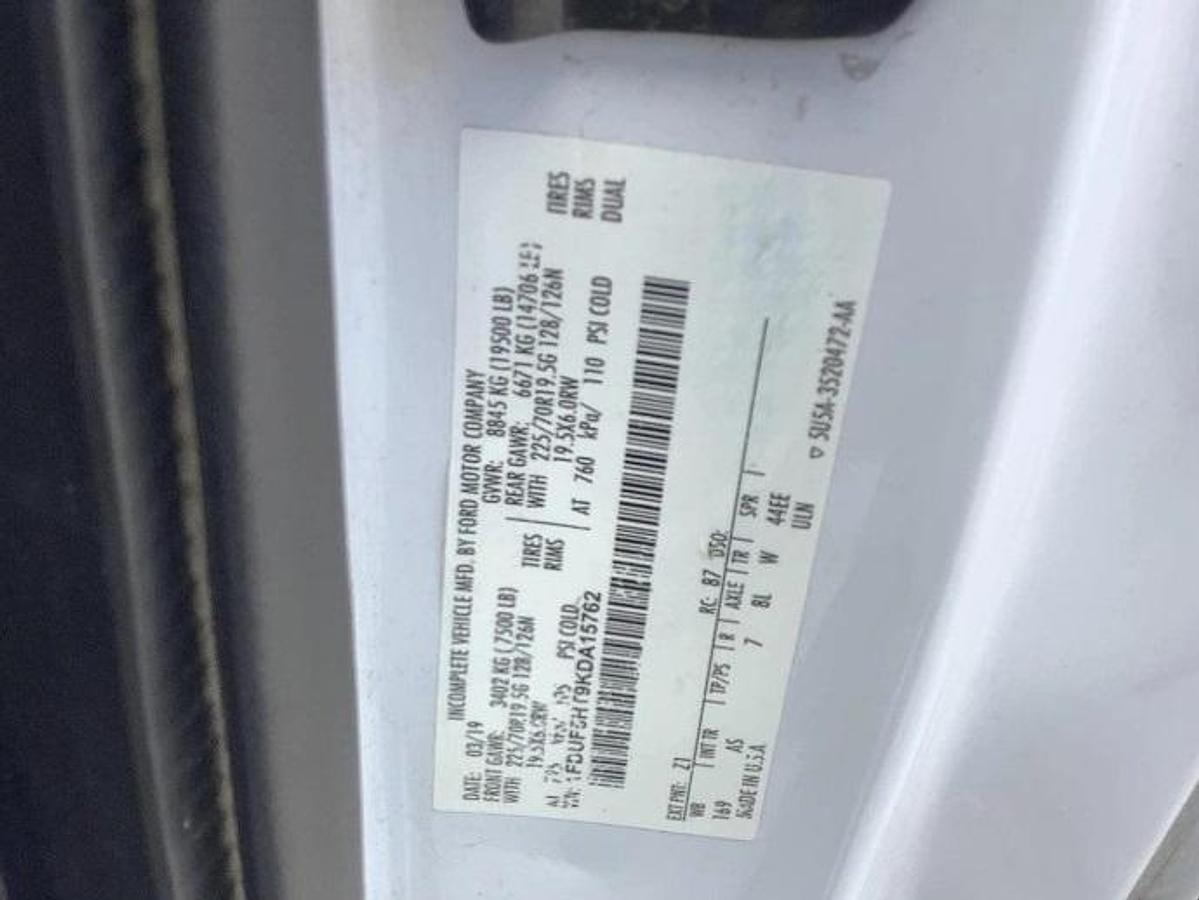 INCOMPLETE VEHICLE MFD. BY FORD MOTOR COMPANY
DATE: 03/19 GVWR: 8845 KG (19500 LB)
FRONT GAWR: 3402 KG (7500 LB) REAR GAWR: 6671 KG (14706
WITH 225/70R19.5G 128/126N TIRES WITH 225/70R19.5G 128/126N TIRES
19.5X6.0RW RIMS 19.5X6.0RW RIMS
PSI COLD AT 760 kPa/ 110 PSI COLD DUAL
EXT PNT: Z1 RC: 87 DSO:
WB INT TR TP/PS R AXLE TR SPR
169 AS 7 8L W 44EE
MADE IN U.S.A. ULN
▽ SU5A-3520472-AA